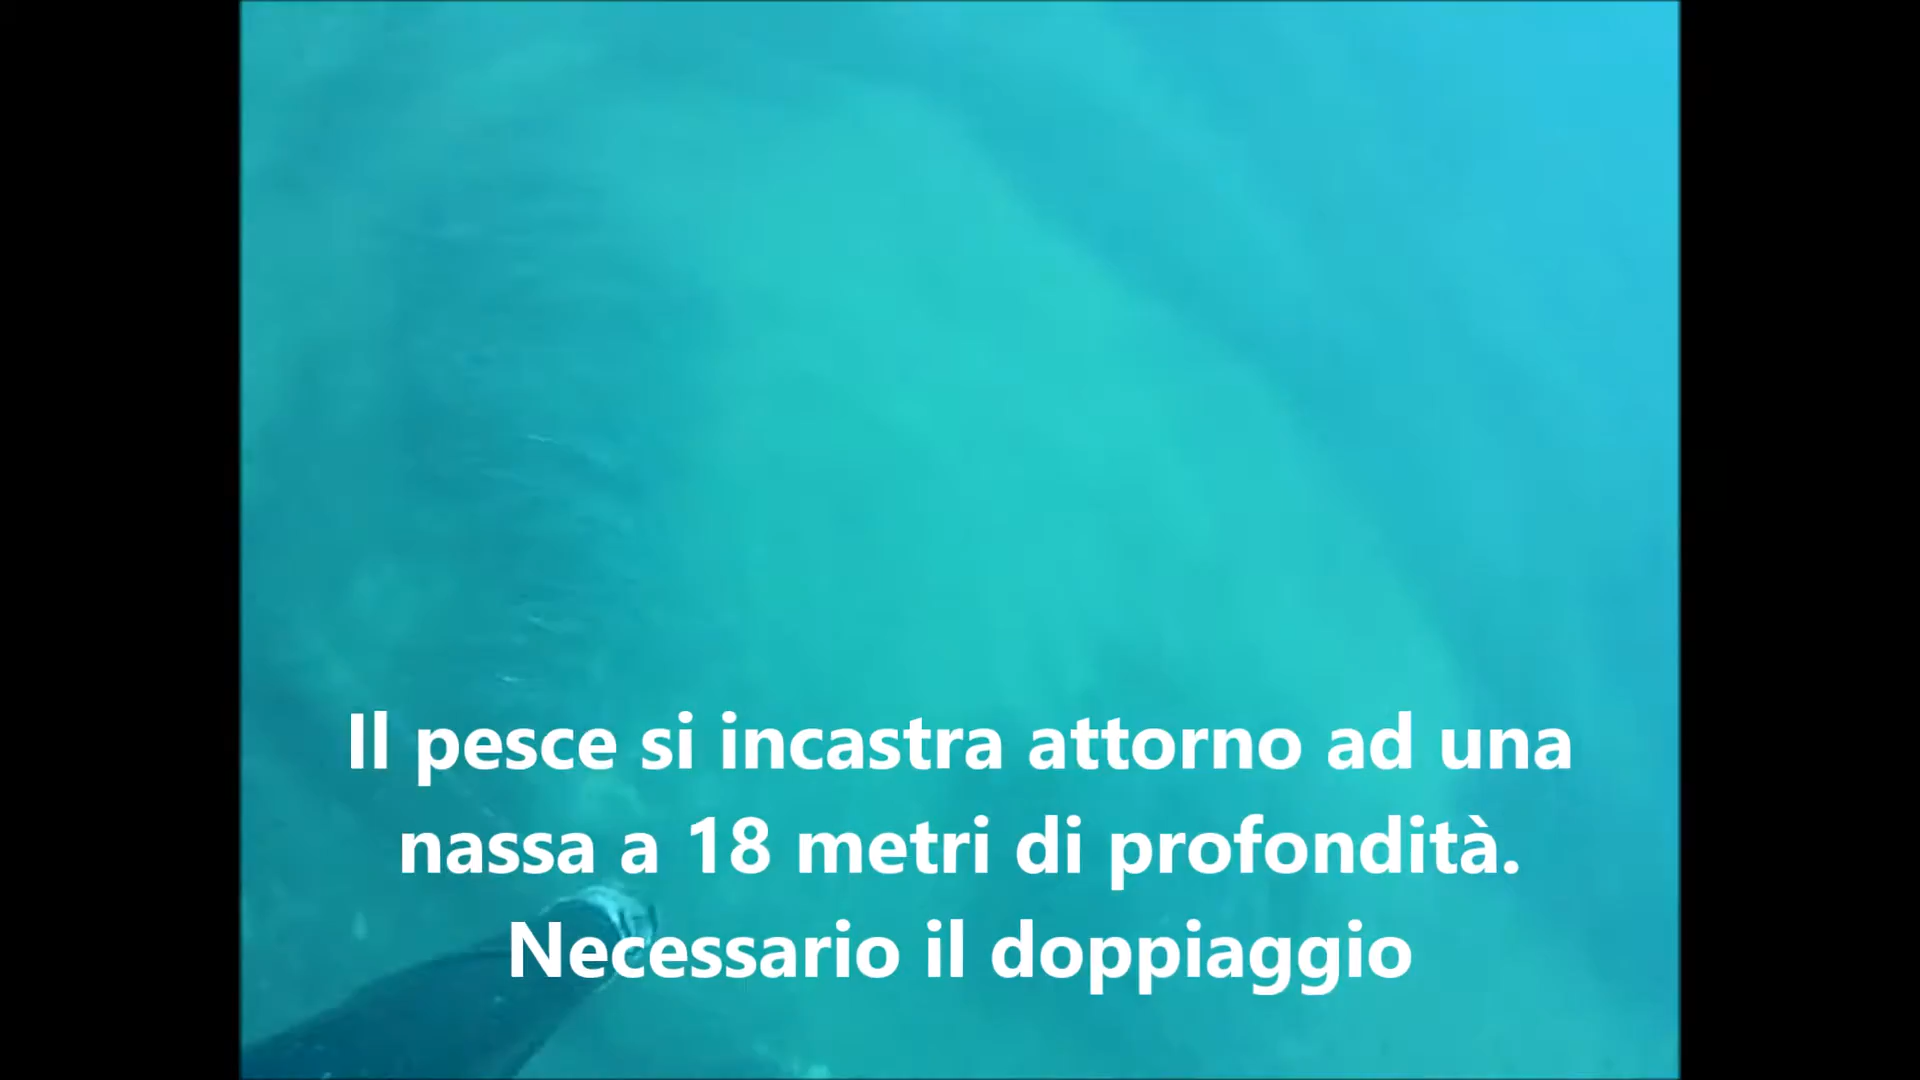 Il pesce si incastra attorno ad una
nassa a 18 metri di profondità.
Necessario il doppiaggio